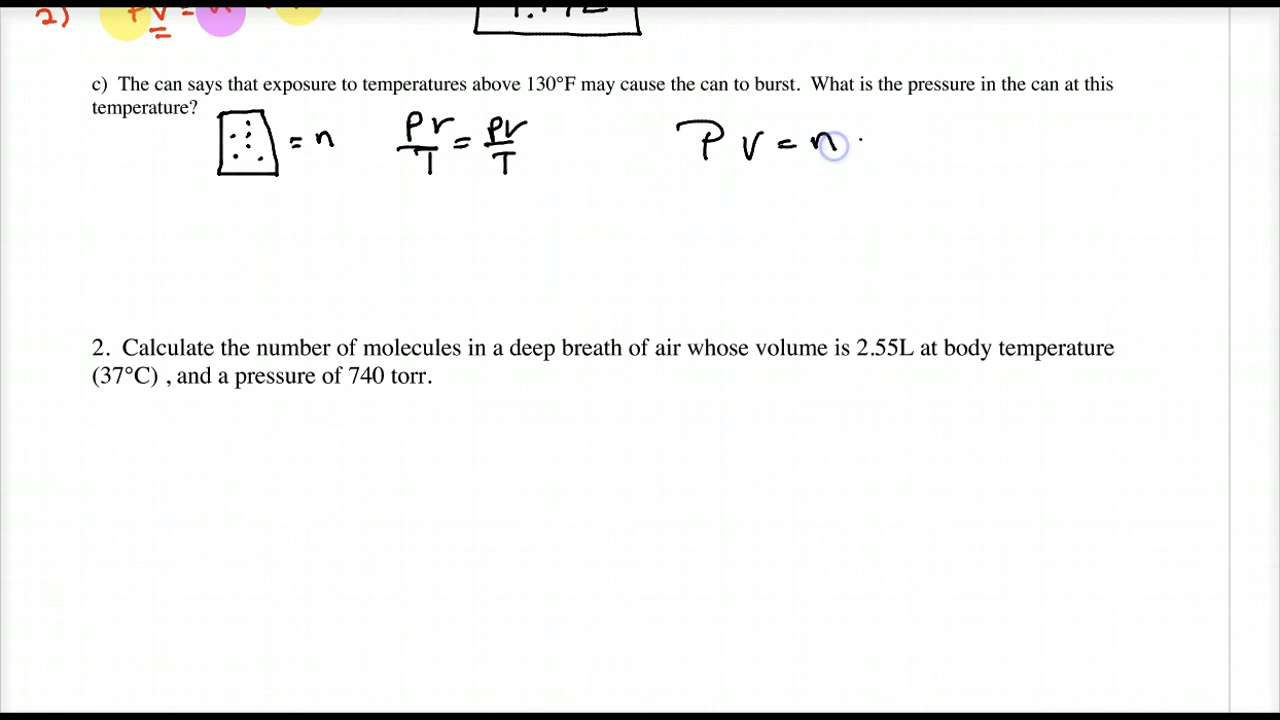 2) PV =
c) The can says that exposure to temperatures above 130°F may cause the can to burst. What is the pressure in the can at this
temperature?
= n PV/T = PV/T PV = n
2. Calculate the number of molecules in a deep breath of air whose volume is 2.55L at body temperature
(37°C) , and a pressure of 740 torr.